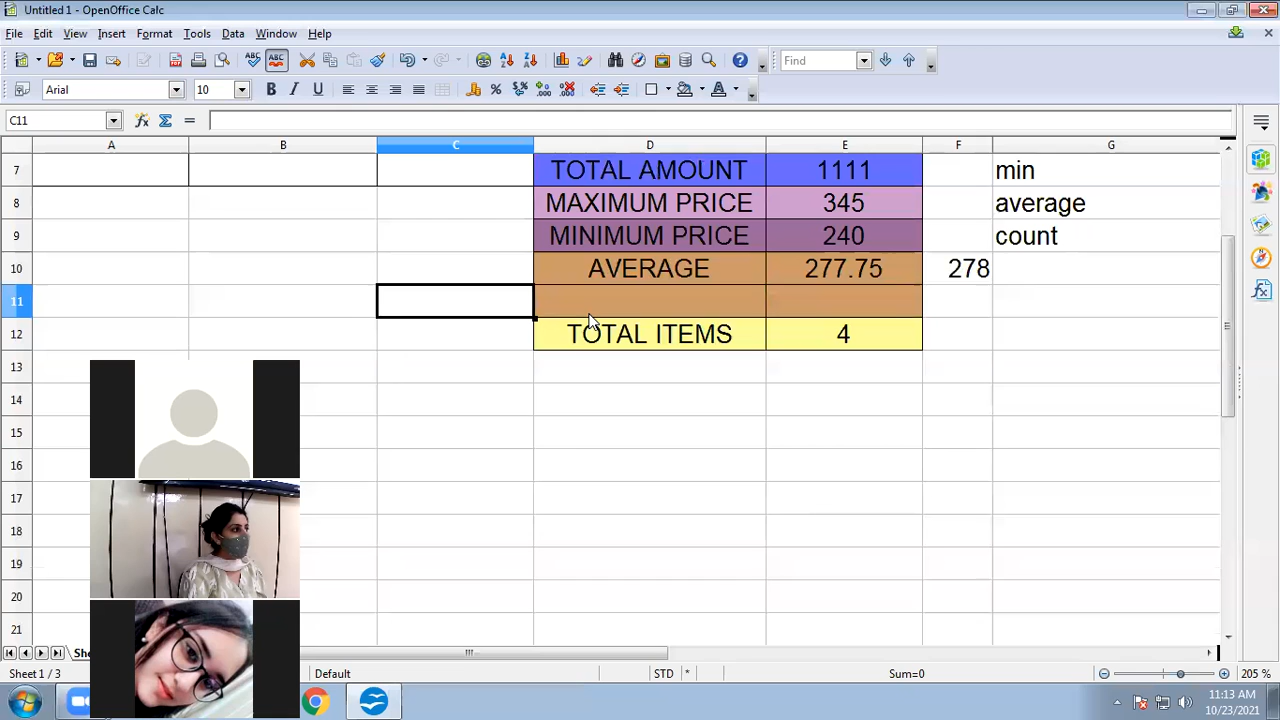 Untitled 1 - OpenOffice Calc
File Edit View Insert Format Tools Data Window Help
Find
Arial 10
C11
A B C D E F G
7 TOTAL AMOUNT 1111 min
8 MAXIMUM PRICE 345 average
9 MINIMUM PRICE 240 count
10 AVERAGE 277.75 278
11
12 TOTAL ITEMS 4
13
14
15
16
17
18
19
20
21
Sheet 1 / 3 Default STD * Sum=0 205 %
11:13 AM
10/23/2021